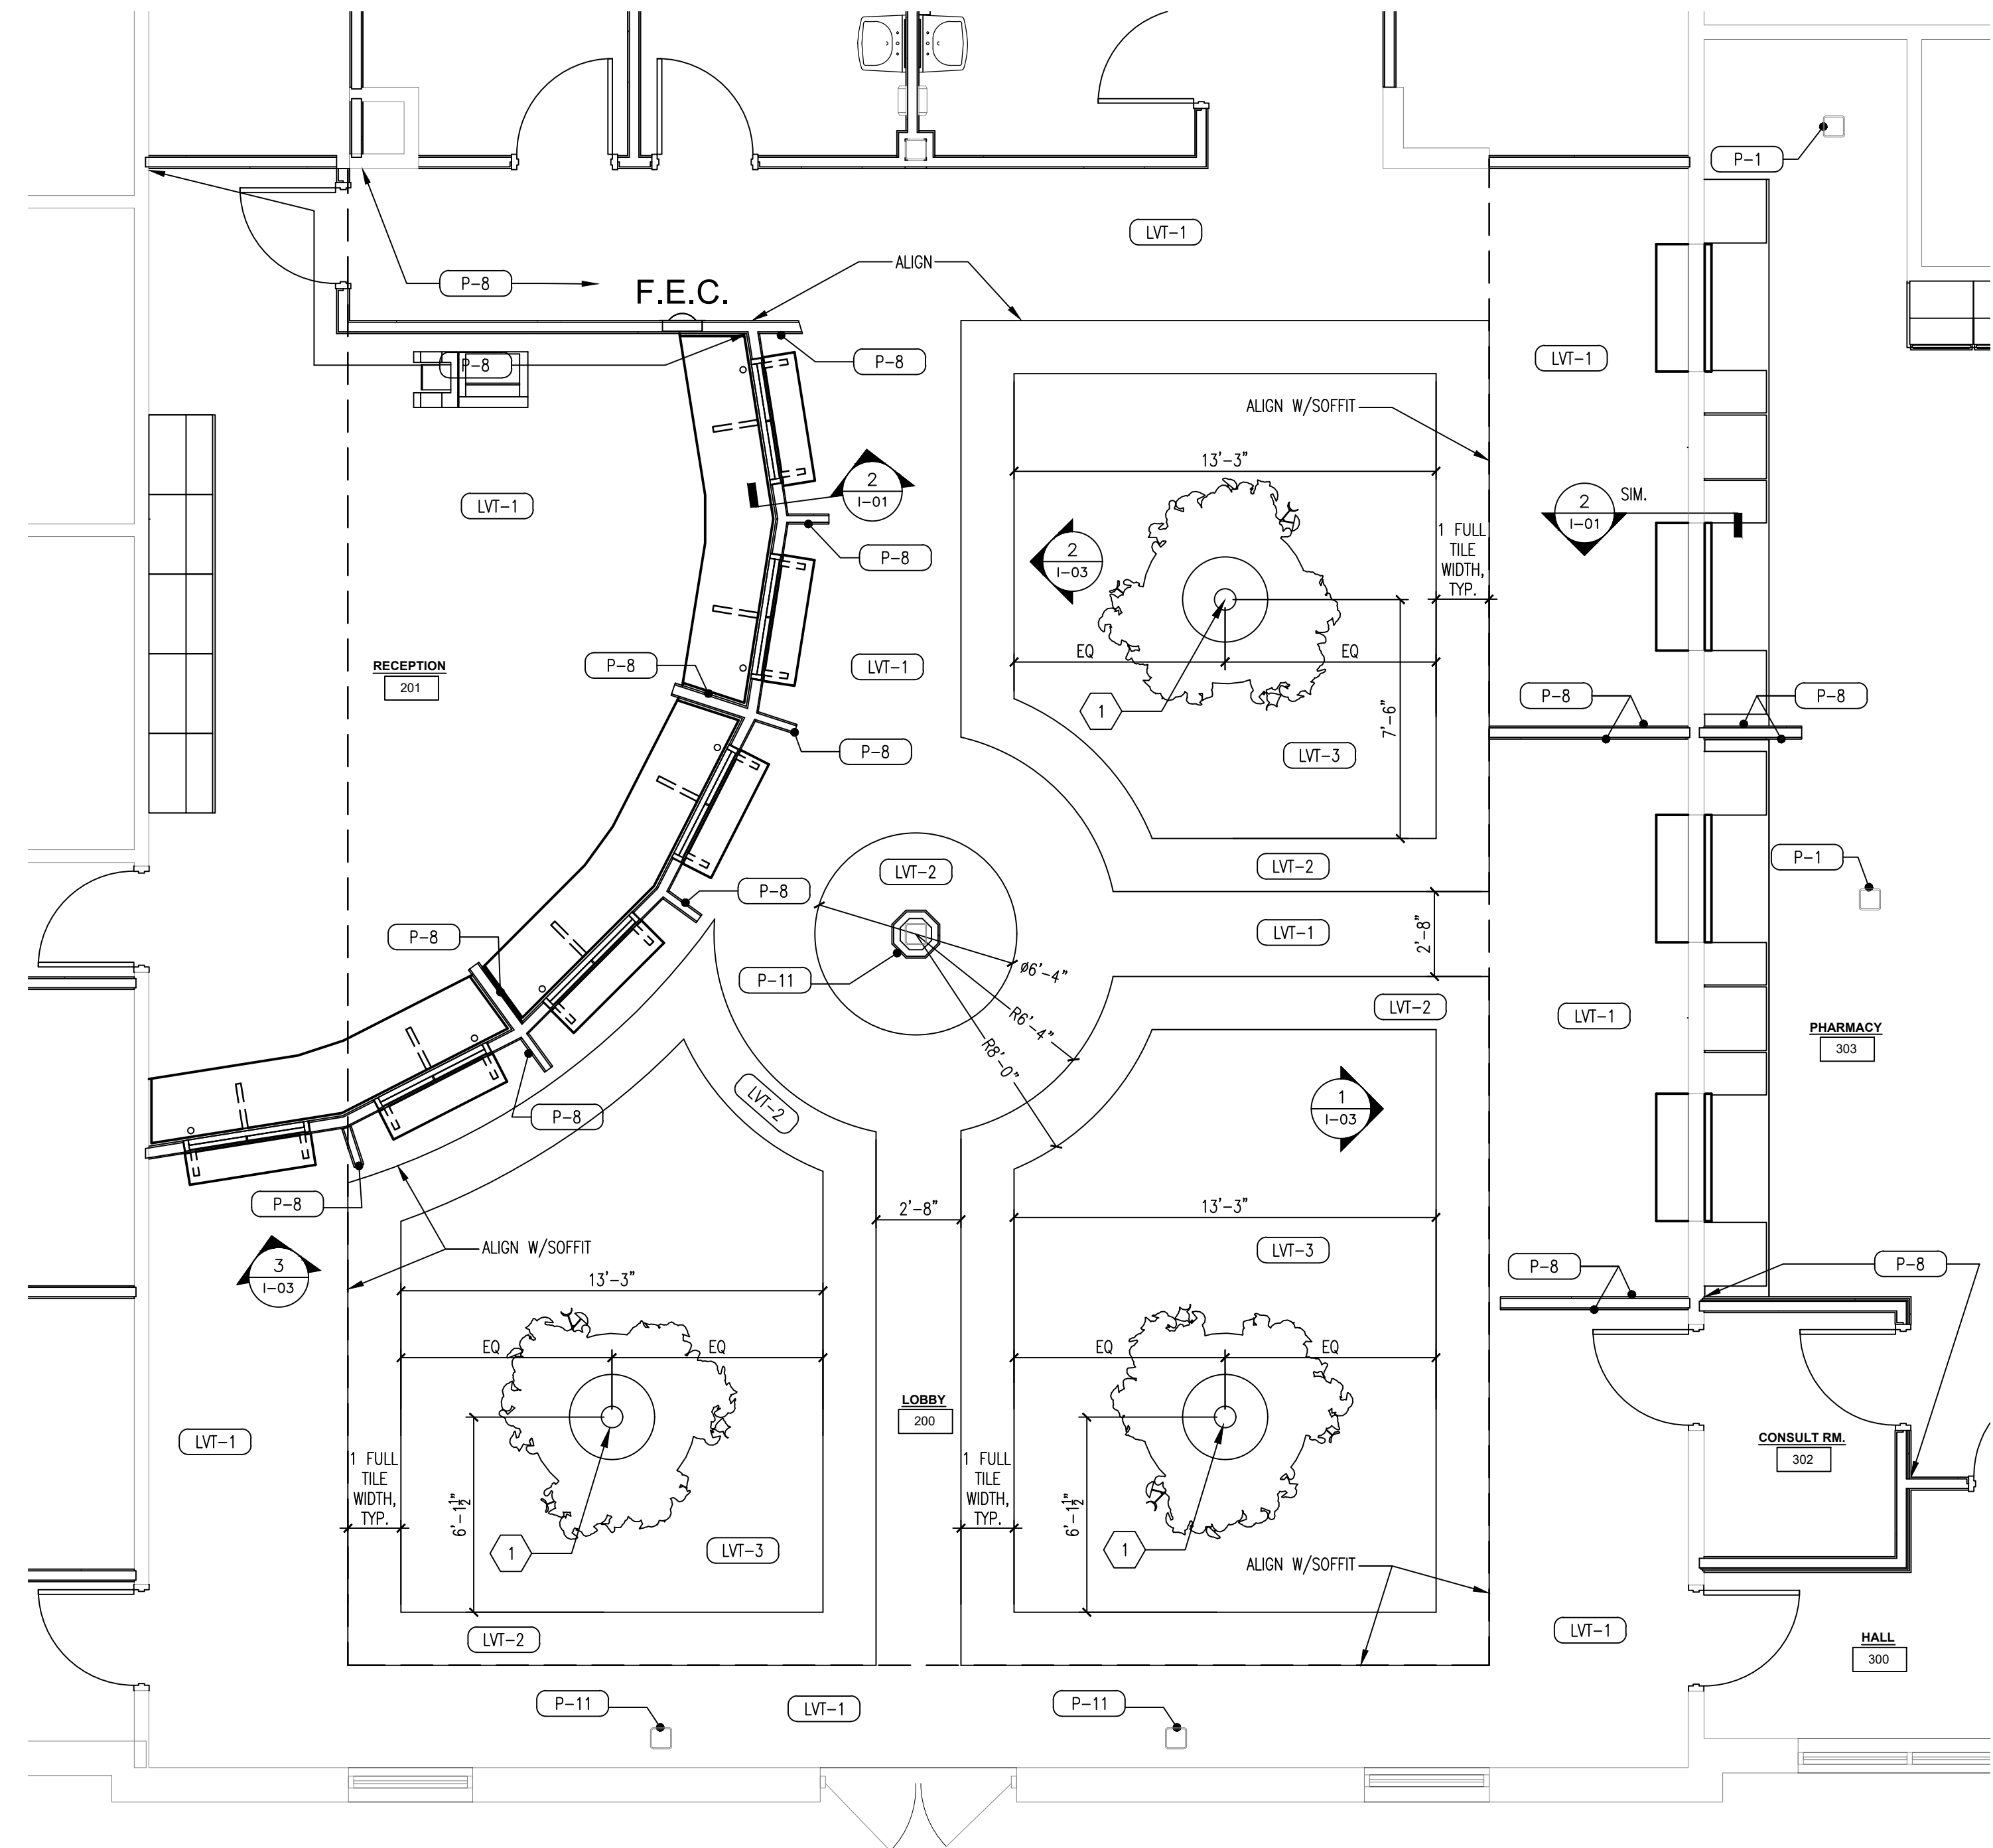 P-1
LVT-1
ALIGN
P-8
F.E.C.
P-8
P-8
LVT-1
ALIGN W/SOFFIT
13'-3"
2
I-01
LVT-1
2
I-01
SIM.
1 FULL
TILE
WIDTH,
TYP.
2
I-03
P-8
EQ
EQ
RECEPTION
201
P-8
LVT-1
P-8
P-8
1
7'-6"
P-8
LVT-3
P-1
LVT-2
LVT-2
P-8
P-8
LVT-1
2'-8"
P-11
ø6'-4"
R6'-4"
R8'-0"
LVT-2
LVT-1
PHARMACY
303
LVT-2
1
I-03
P-8
P-8
2'-8"
13'-3"
ALIGN W/SOFFIT
LVT-3
3
I-03
P-8
P-8
13'-3"
EQ
EQ
EQ
EQ
LOBBY
200
LVT-1
CONSULT RM.
302
1 FULL
TILE
WIDTH,
TYP.
6'-1½"
1 FULL
TILE
WIDTH,
TYP.
6'-1½"
1
LVT-3
1
ALIGN W/SOFFIT
LVT-2
LVT-1
HALL
300
P-11
LVT-1
P-11